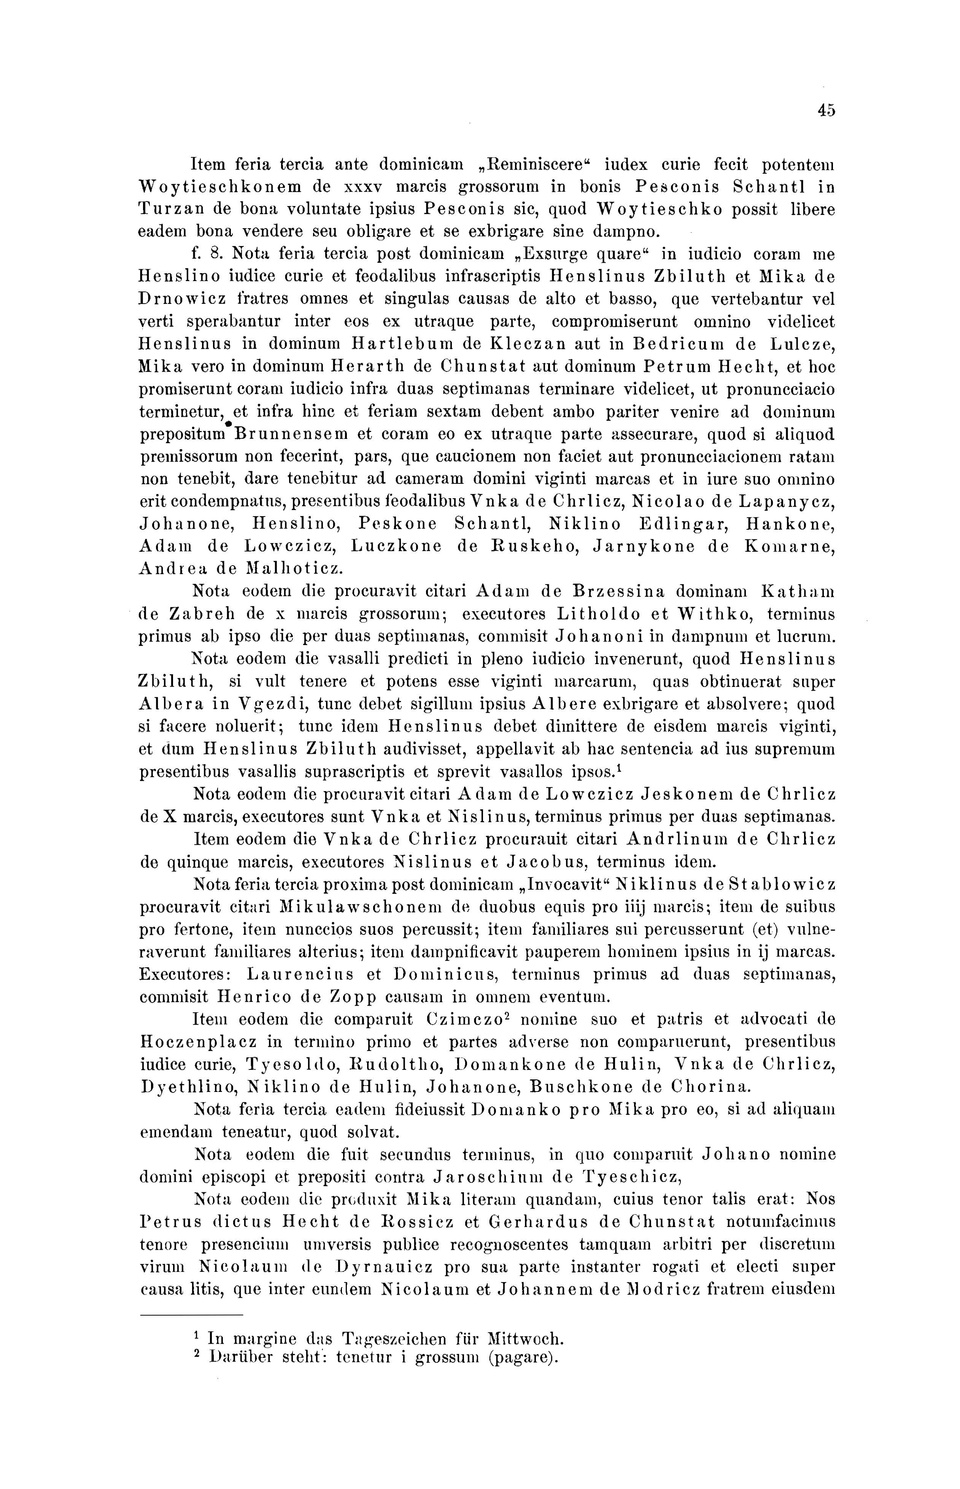 45
Item feria tercia ante dominicam „Reminiscere“ iudex curie fecit potentem
Woytieschkonem de xxxv marcis grossorum in bonis Pesconis Schantl in
Turzan de bona voluntate ipsius Pesconis sic, quod Woytieschko possit libere
eadem bona vendere seu obligare et se exbrigare sine dampno.
f. 8. Nota feria tercia post dominicam „Exsurge quare“ in iudicio coram me
Henslino iudice curie et feodalibus infrascriptis Henslinus Zbiluth et Mika de
Drnowicz fratres omnes et singulas causas de alto et basso, que vertebantur vel
verti sperabantur inter eos ex utraque parte, compromiserunt omnino videlicet
Henslinus in dominum Hartlebum de Kleczan aut in Bedricum de Lulcze,
Mika vero in dominum Herarth de Chunstat aut dominum Petrum Hecht, et hoc
promiserunt coram iudicio infra duas septimanas terminare videlicet, ut pronuncciacio
terminetur, et infra hinc et feriam sextam debent ambo pariter venire ad dominum
prepositum Brunnensem et coram eo ex utraque parte assecurare, quod si aliquod
premissorum non fecerint, pars, que caucionem non faciet aut pronuncciacionem ratam
non tenebit, dare tenebitur ad cameram domini viginti marcas et in iure suo omnino
erit condempnatus, presentibus feodalibus Vnka de Chrlicz, Nicolao de Lapanycz,
Johanone, Henslino, Peskone Schantl, Niklino Edlingar, Hankone,
Adam de Lowczicz, Luczkone de Ruskeho, Jarnykone de Komarne,
Andrea de Malhoticz.
Nota eodem die procuravit citari Adam de Brzessina dominam Katham
de Zabreh de x marcis grossorum; executores Litholdo et Withko, terminus
primus ab ipso die per duas septimanas, commisit Johanoni in dampnum et lucrum.
Nota eodem die vasalli predicti in pleno iudicio invenerunt, quod Henslinus
Zbiluth, si vult tenere et potens esse viginti marcarum, quas obtinuerat super
Albera in Vgezdi, tunc debet sigillum ipsius Albere exbrigare et absolvere; quod
si facere noluerit; tunc idem Henslinus debet dimittere de eisdem marcis viginti,
et dum Henslinus Zbiluth audivisset, appellavit ab hac sentencia ad ius supremum
presentibus vasallis suprascriptis et sprevit vasallos ipsos.¹
Nota eodem die procuravit citari Adam de Lowczicz Jeskonem de Chrlicz
de X marcis, executores sunt Vnka et Nislinus, terminus primus per duas septimanas.
Item eodem die Vnka de Chrlicz procurauit citari Andrlinum de Chrlicz
de quinque marcis, executores Nislinus et Jacobus, terminus idem.
Nota feria tercia proxima post dominicam „Invocavit“ Niklinus de Stablowicz
procuravit citari Mikulawschonem de duobus equis pro iiij marcis; item de suibus
pro fertone, item nunccios suos percussit; item familiares sui percusserunt (et) vulne-
raverunt familiares alterius; item dampnificavit pauperem hominem ipsius in ij marcas.
Executores: Laurencius et Dominicus, terminus primus ad duas septimanas,
commisit Henrico de Zopp causam in omnem eventum.
Item eodem die comparuit Czimczo² nomine suo et patris et advocati de
Hoczenplacz in termino primo et partes adverse non comparuerunt, presentibus
iudice curie, Tyesoldo, Rudoltho, Domankone de Hulin, Vnka de Chrlicz,
Dyethlino, Niklino de Hulin, Johanone, Buschkone de Chorina.
Nota feria tercia eadem fideiussit Domanko pro Mika pro eo, si ad aliquam
emendam teneatur, quod solvat.
Nota eodem die fuit secundus terminus, in quo comparuit Johano nomine
domini episcopi et prepositi contra Jaroschium de Tyeschicz,
Nota eodem die produxit Mika literam quandam, cuius tenor talis erat: Nos
Petrus dictus Hecht de Rossicz et Gerhardus de Chunstat notumfacimus
tenore presencium universis publice recognoscentes tamquam arbitri per discretum
virum Nicolaum de Dyrnauicz pro sua parte instanter rogati et electi super
causa litis, que inter eundem Nicolaum et Johannem de Modricz fratrem eiusdem
¹ In margine das Tageszeichen für Mittwoch.
² Darüber steht: tenetur i grossum (pagare).